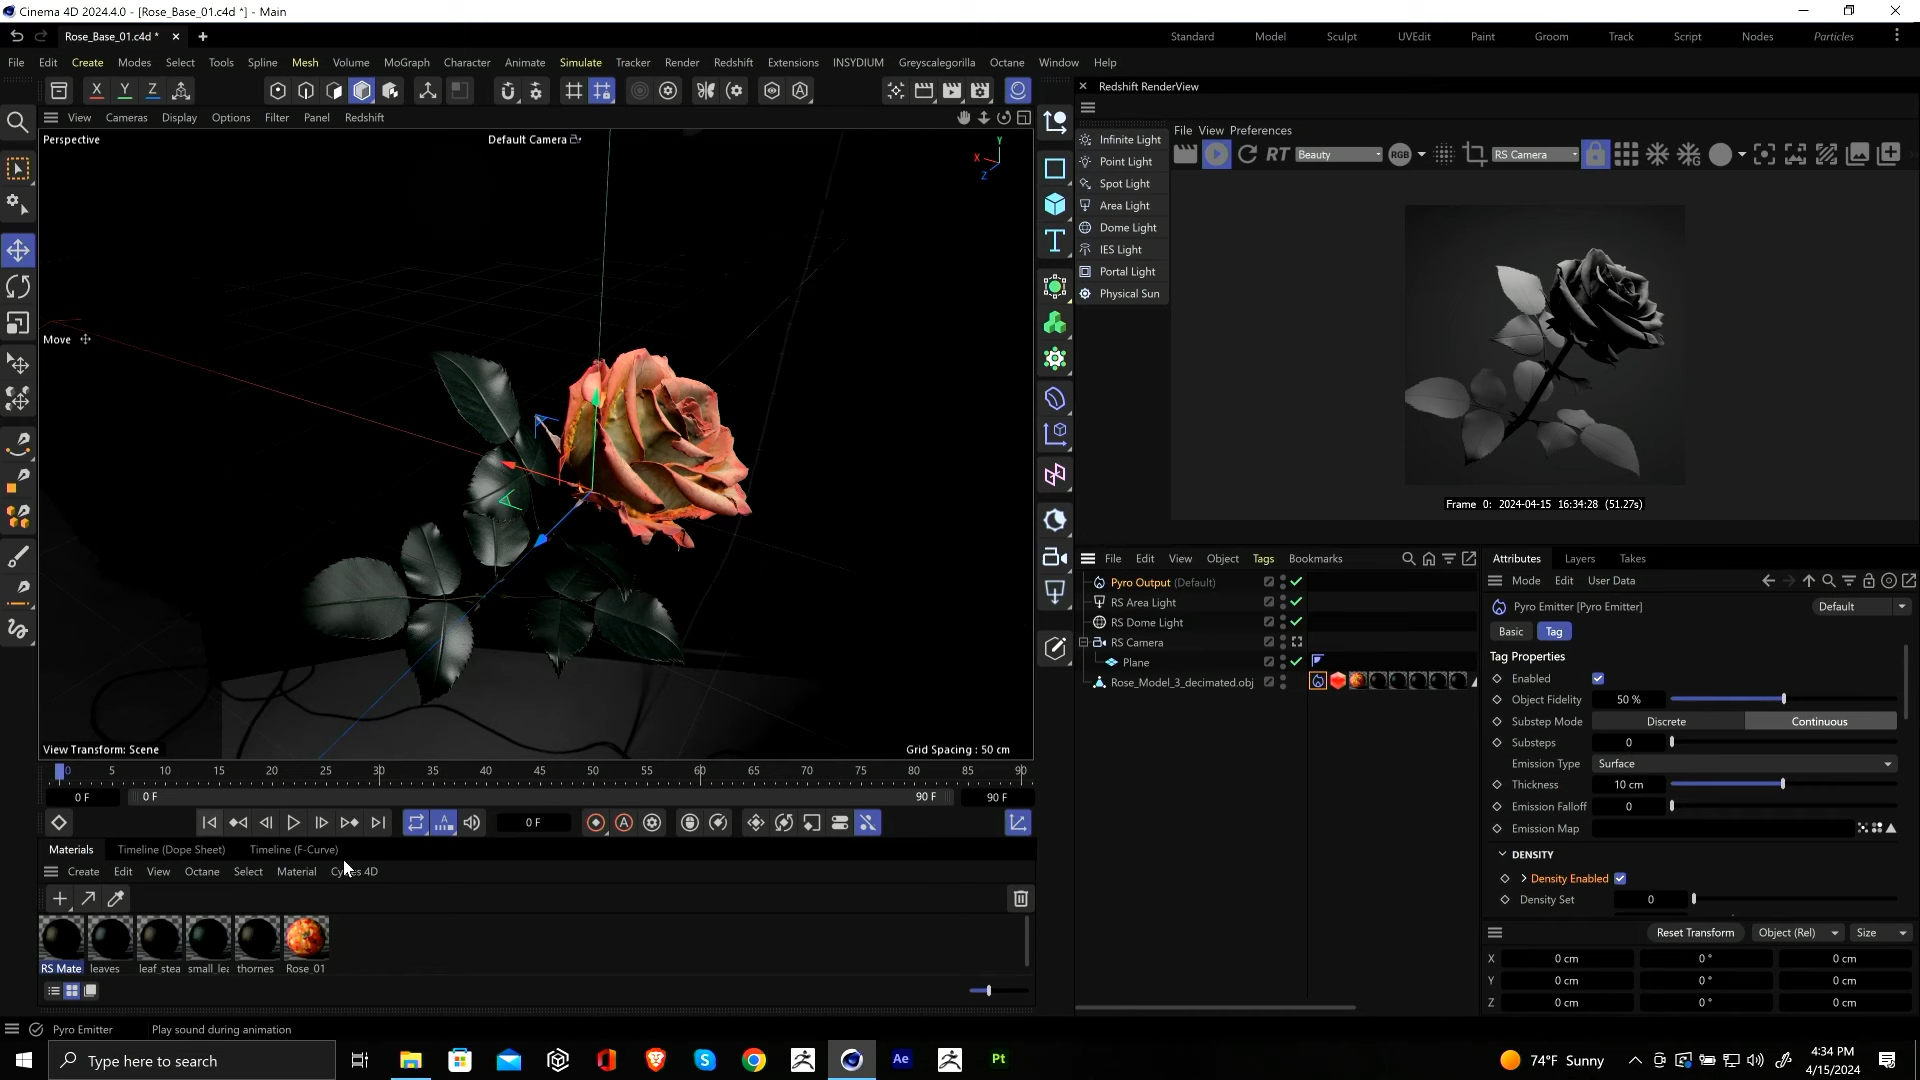 Cinema 4D 2024.4.0 - [Rose_Base_01.c4d *] - Main
Rose_Base_01.c4d *
Standard Model Sculpt UVEdit Paint Groom Track Script Nodes Particles
File Edit Create Modes Select Tools Spline Mesh Volume MoGraph Character Animate Simulate Tracker Render Redshift Extensions INSYDIUM Greyscalegorilla Octane Window Help
X Y Z
View Cameras Display Options Filter Panel Redshift
Perspective
Default Camera
Y
X
Z
Move
View Transform: Scene
Grid Spacing : 50 cm
Redshift RenderView
Infinite Light
Point Light
Spot Light
Area Light
Dome Light
IES Light
Portal Light
Physical Sun
File View Preferences
RT Beauty RGB RS Camera
Frame 0: 2024-04-15 16:34:28 (51.27s)
File Edit View Object Tags Bookmarks
Pyro Output (Default)
RS Area Light
RS Dome Light
RS Camera
Plane
Rose_Model_3_decimated.obj
Attributes Layers Takes
Mode Edit User Data
Pyro Emitter [Pyro Emitter]
Default
Basic Tag
Tag Properties
Enabled
Object Fidelity 50 %
Substep Mode Discrete Continuous
Substeps 0
Emission Type Surface
Thickness 10 cm
Emission Falloff 0
Emission Map
DENSITY
Density Enabled
Density Set 0
Reset Transform Object (Rel) Size
X 0 cm 0 ° 0 cm
Y 0 cm 0 ° 0 cm
Z 0 cm 0 ° 0 cm
0 5 10 15 20 25 30 35 40 45 50 55 60 65 70 75 80 85 90
0 F 0 F 90 F 90 F
0 F
Materials Timeline (Dope Sheet) Timeline (F-Curve)
Create Edit View Octane Select Material Cycles 4D
RS Mate leaves leaf_stea small_lea thornes Rose_01
Pyro Emitter Play sound during animation
Type here to search
Ae
Pt
74°F Sunny
4:34 PM
4/15/2024